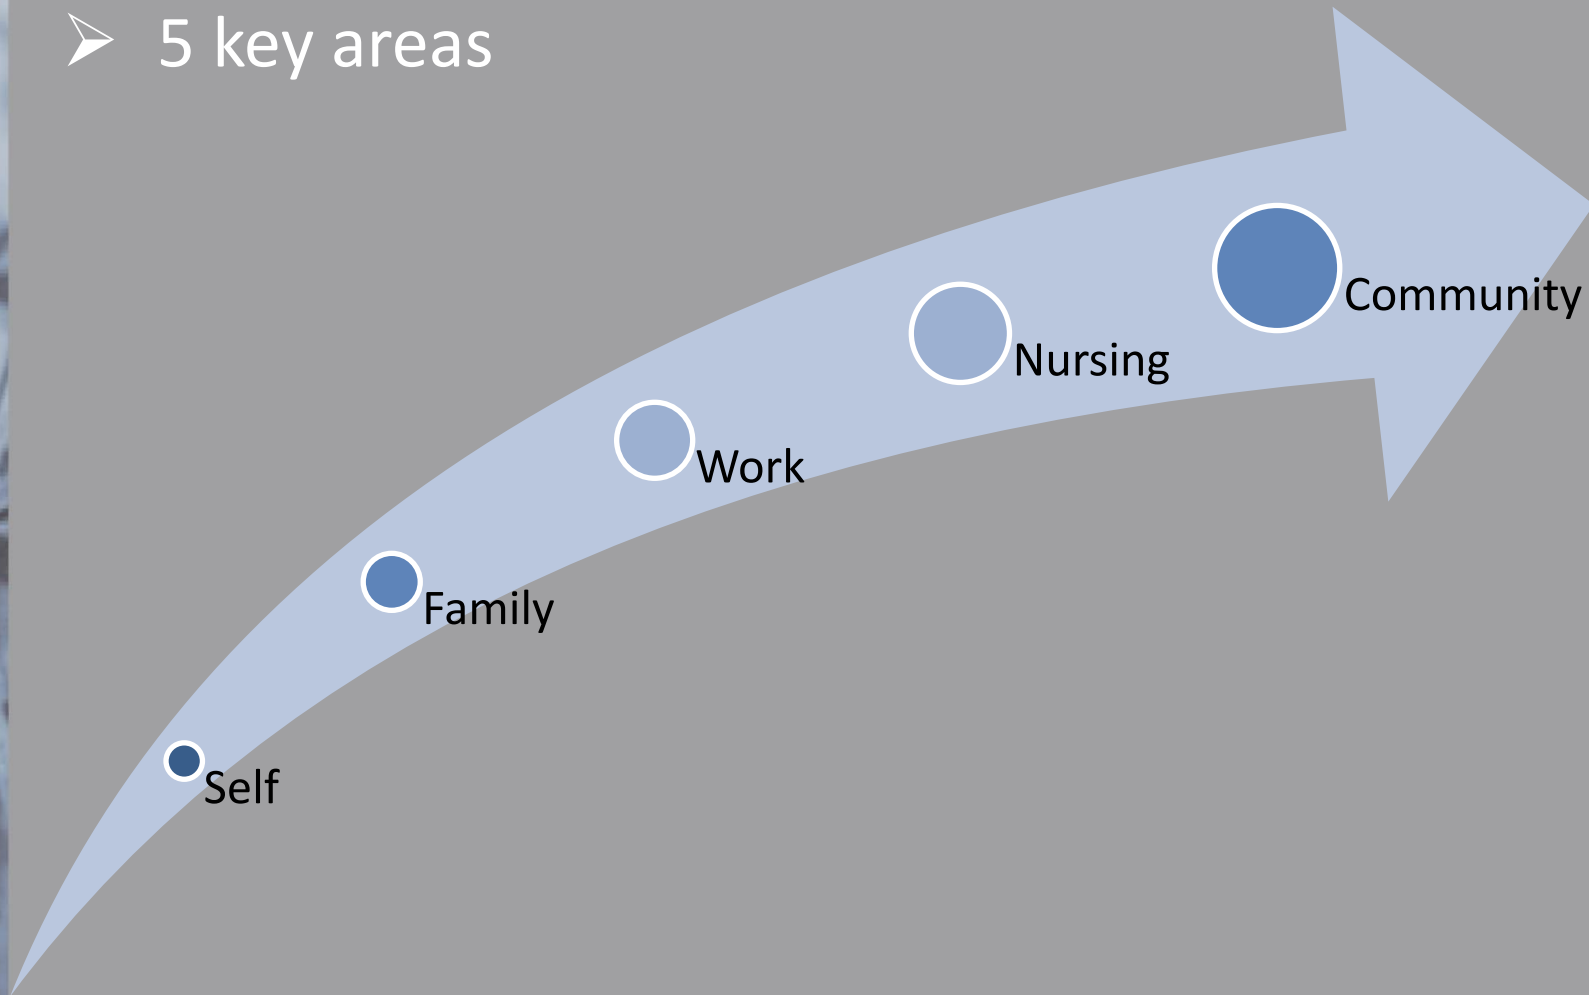 ➢ 5 key areas
Self
Family
Work
Nursing
Community